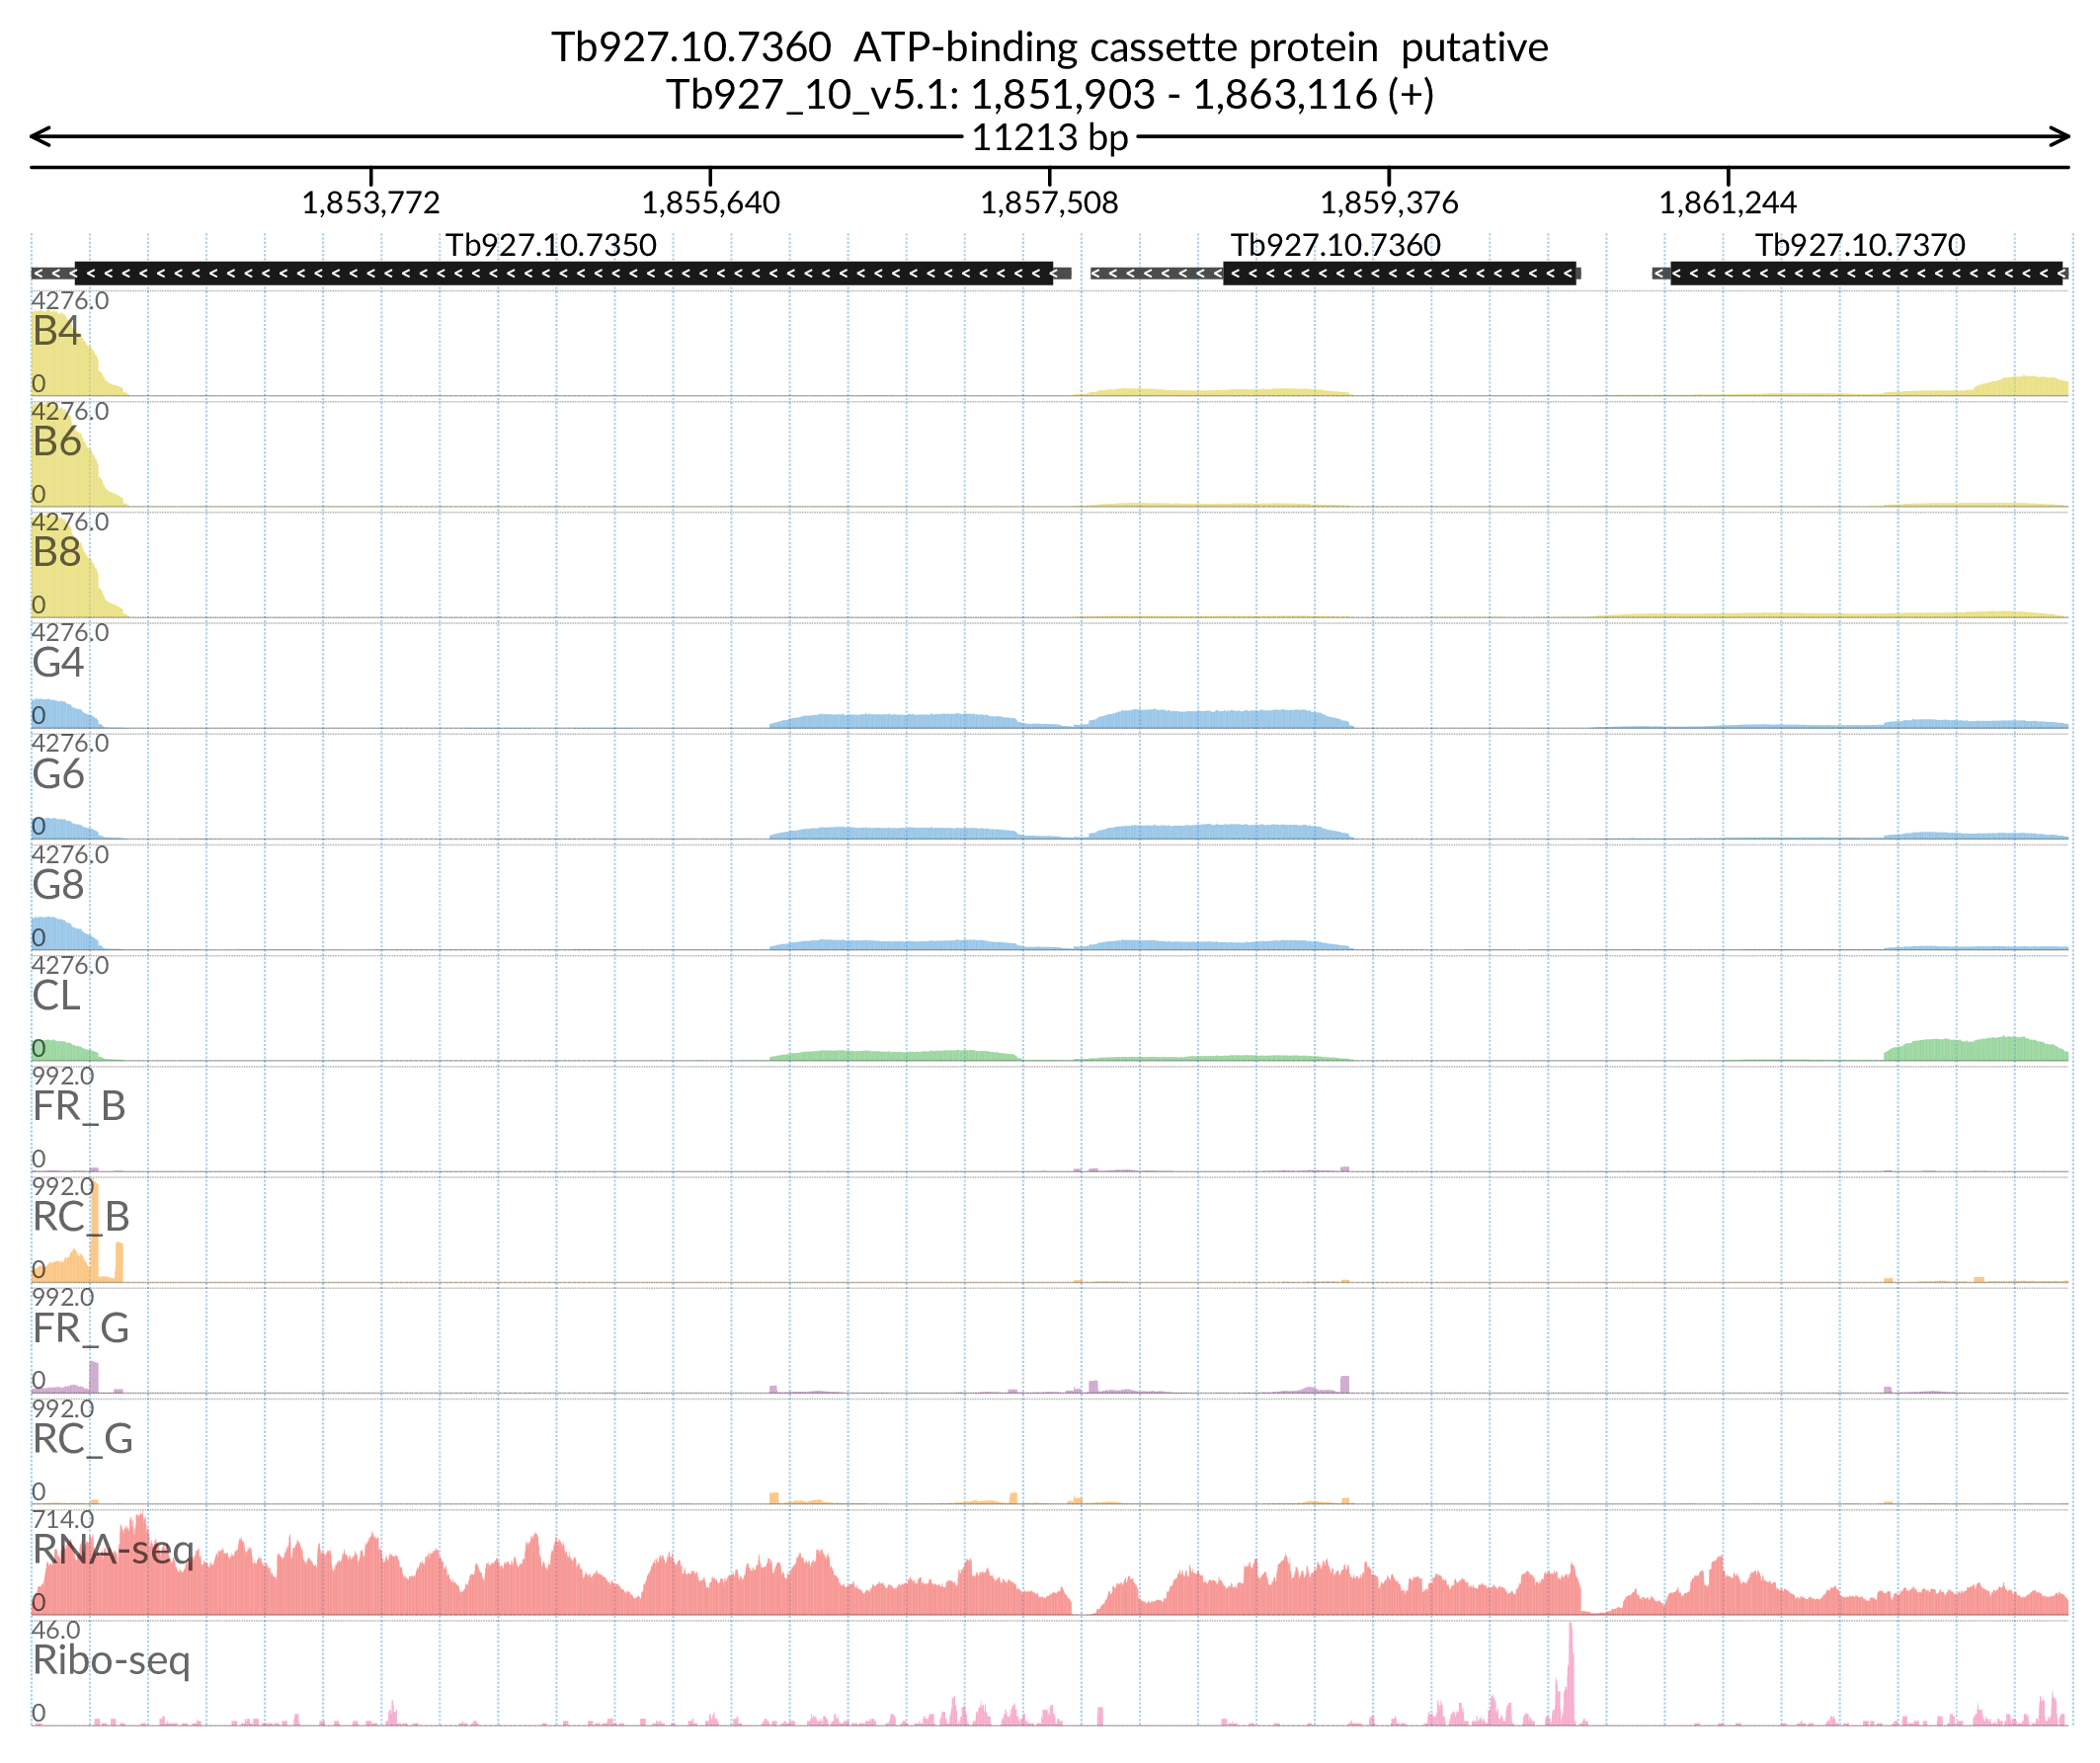 Tb927.10.7360 ATP-binding cassette protein putative
Tb927_10_v5.1: 1,851,903 - 1,863,116 (+)
11213 bp
1,853,772 1,855,640 1,857,508 1,859,376 1,861,244
Tb927.10.7350 Tb927.10.7360 Tb927.10.7370
4276.0
B4
0
4276.0
B6
0
4276.0
B8
0
4276.0
G4
0
4276.0
G6
0
4276.0
G8
0
4276.0
CL
0
992.0
FR_B
0
992.0
RC_B
0
992.0
FR_G
0
992.0
RC_G
0
714.0
RNA-seq
0
46.0
Ribo-seq
0